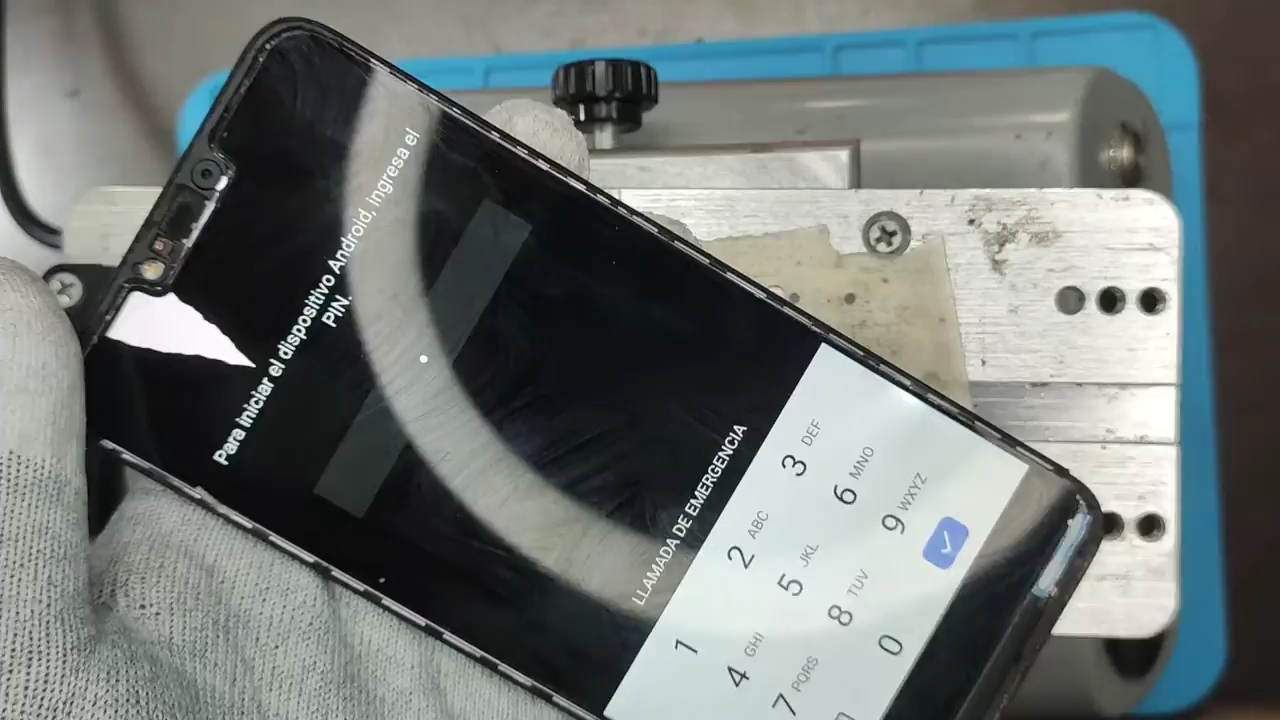 Para iniciar el dispositivo Android, ingresa el
PIN.
LLAMADA DE EMERGENCIA
1
2 ABC
3 DEF
4 GHI
5 JKL
6 MNO
7 PQRS
8 TUV
9 WXYZ
0